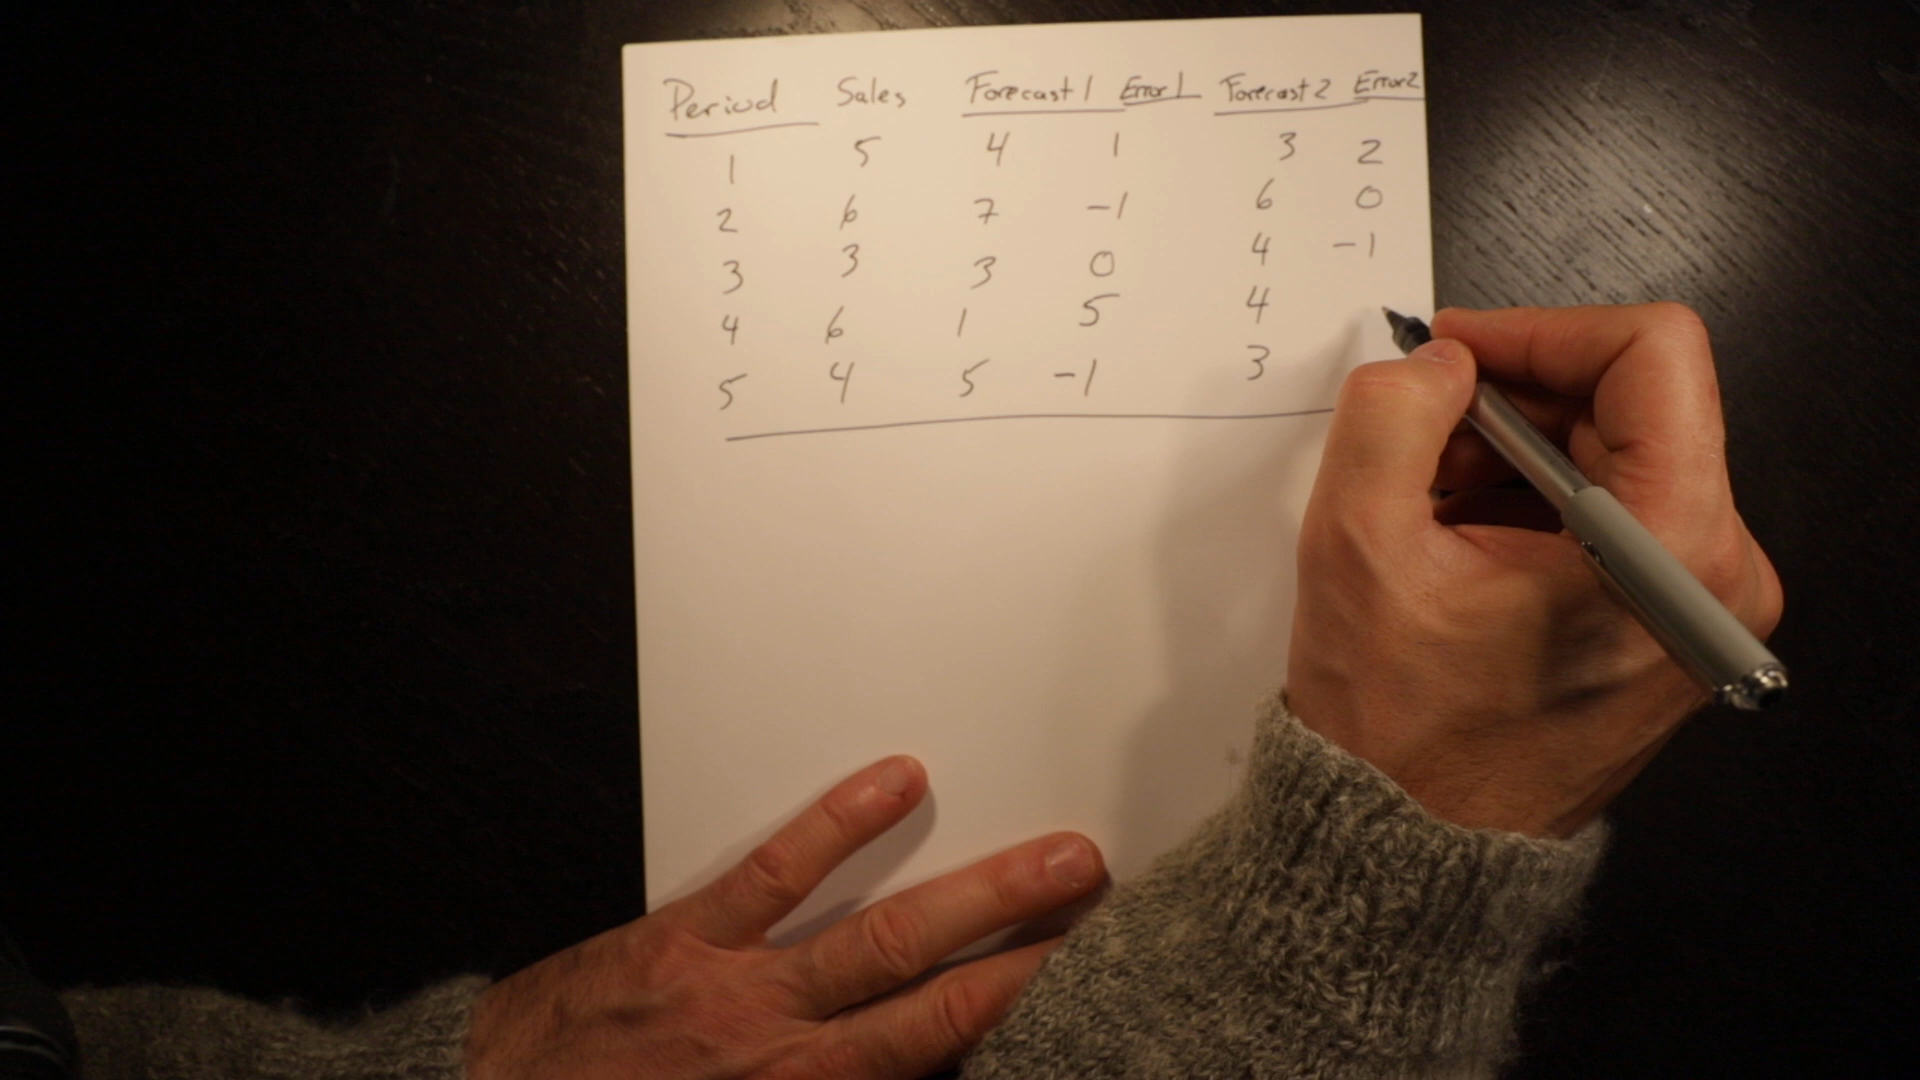 Period Sales Forecast 1 Error 1 Forecast 2 Error 2
1 5 4 1 3 2
2 6 7 -1 6 0
3 3 3 0 4 -1
4 6 1 5 4
5 4 5 -1 3